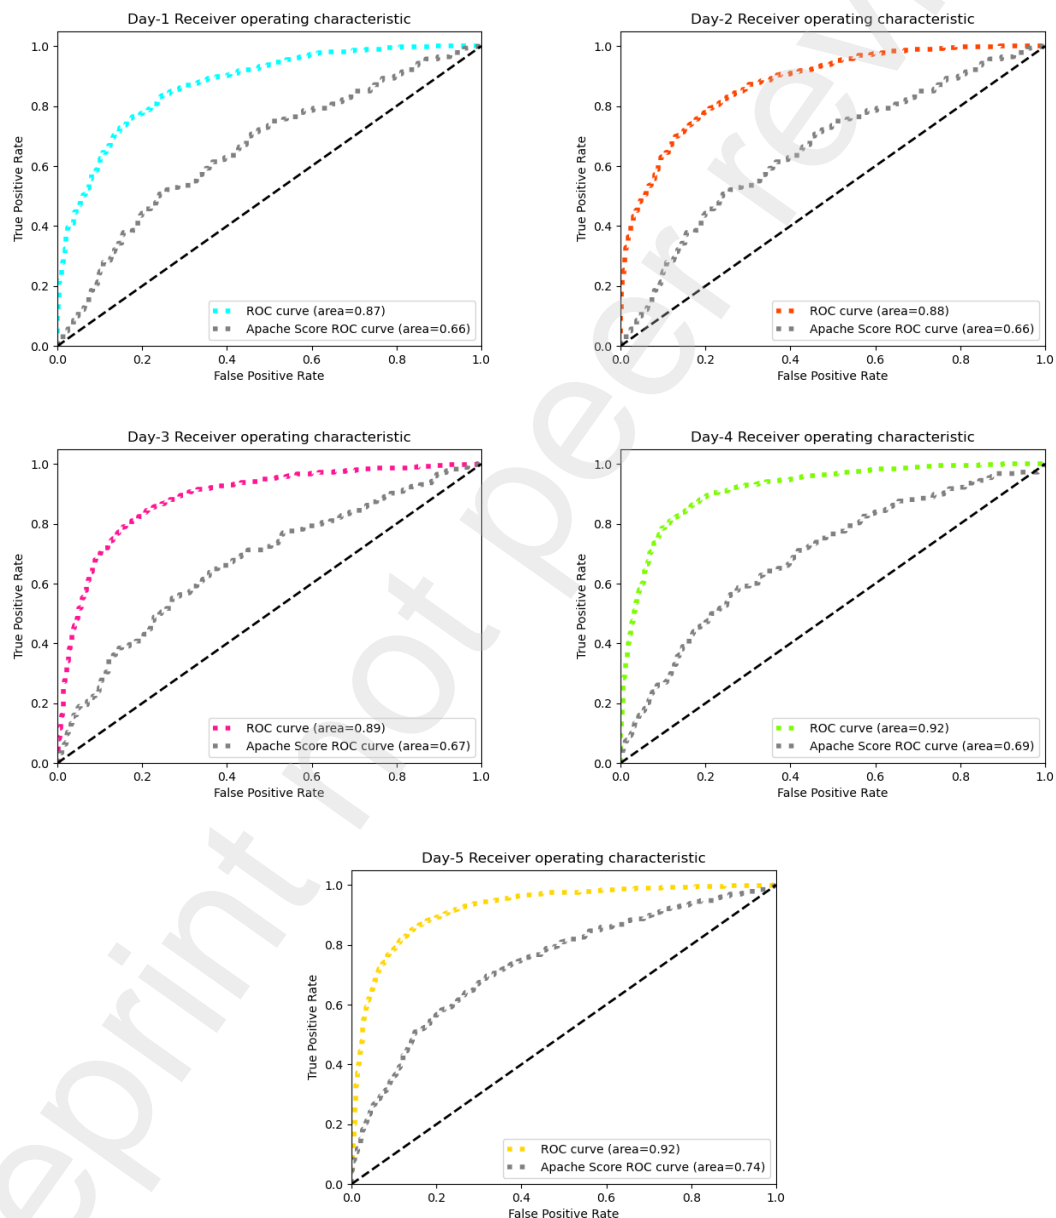 Day-1 Receiver operating characteristic
True Positive Rate
1.0
0.8
0.6
0.4
0.2
0.0
ROC curve (area=0.87)
Apache Score ROC curve (area=0.66)
0.0 0.2 0.4 0.6 0.8 1.0
False Positive Rate
Day-2 Receiver operating characteristic
True Positive Rate
1.0
0.8
0.6
0.4
0.2
0.0
ROC curve (area=0.88)
Apache Score ROC curve (area=0.66)
0.0 0.2 0.4 0.6 0.8 1.0
False Positive Rate
Day-3 Receiver operating characteristic
True Positive Rate
1.0
0.8
0.6
0.4
0.2
0.0
ROC curve (area=0.89)
Apache Score ROC curve (area=0.67)
0.0 0.2 0.4 0.6 0.8 1.0
False Positive Rate
Day-4 Receiver operating characteristic
True Positive Rate
1.0
0.8
0.6
0.4
0.2
0.0
ROC curve (area=0.92)
Apache Score ROC curve (area=0.69)
0.0 0.2 0.4 0.6 0.8 1.0
False Positive Rate
Day-5 Receiver operating characteristic
True Positive Rate
1.0
0.8
0.6
0.4
0.2
0.0
ROC curve (area=0.92)
Apache Score ROC curve (area=0.74)
0.0 0.2 0.4 0.6 0.8 1.0
False Positive Rate
eprint not peer rev